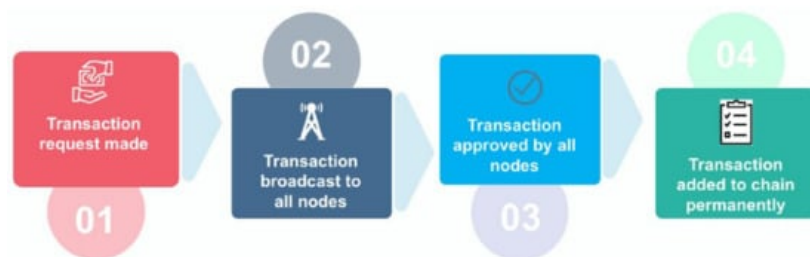 01
Transaction
request made
02
Transaction
broadcast to
all nodes
03
Transaction
approved by all
nodes
04
Transaction
added to chain
permanently